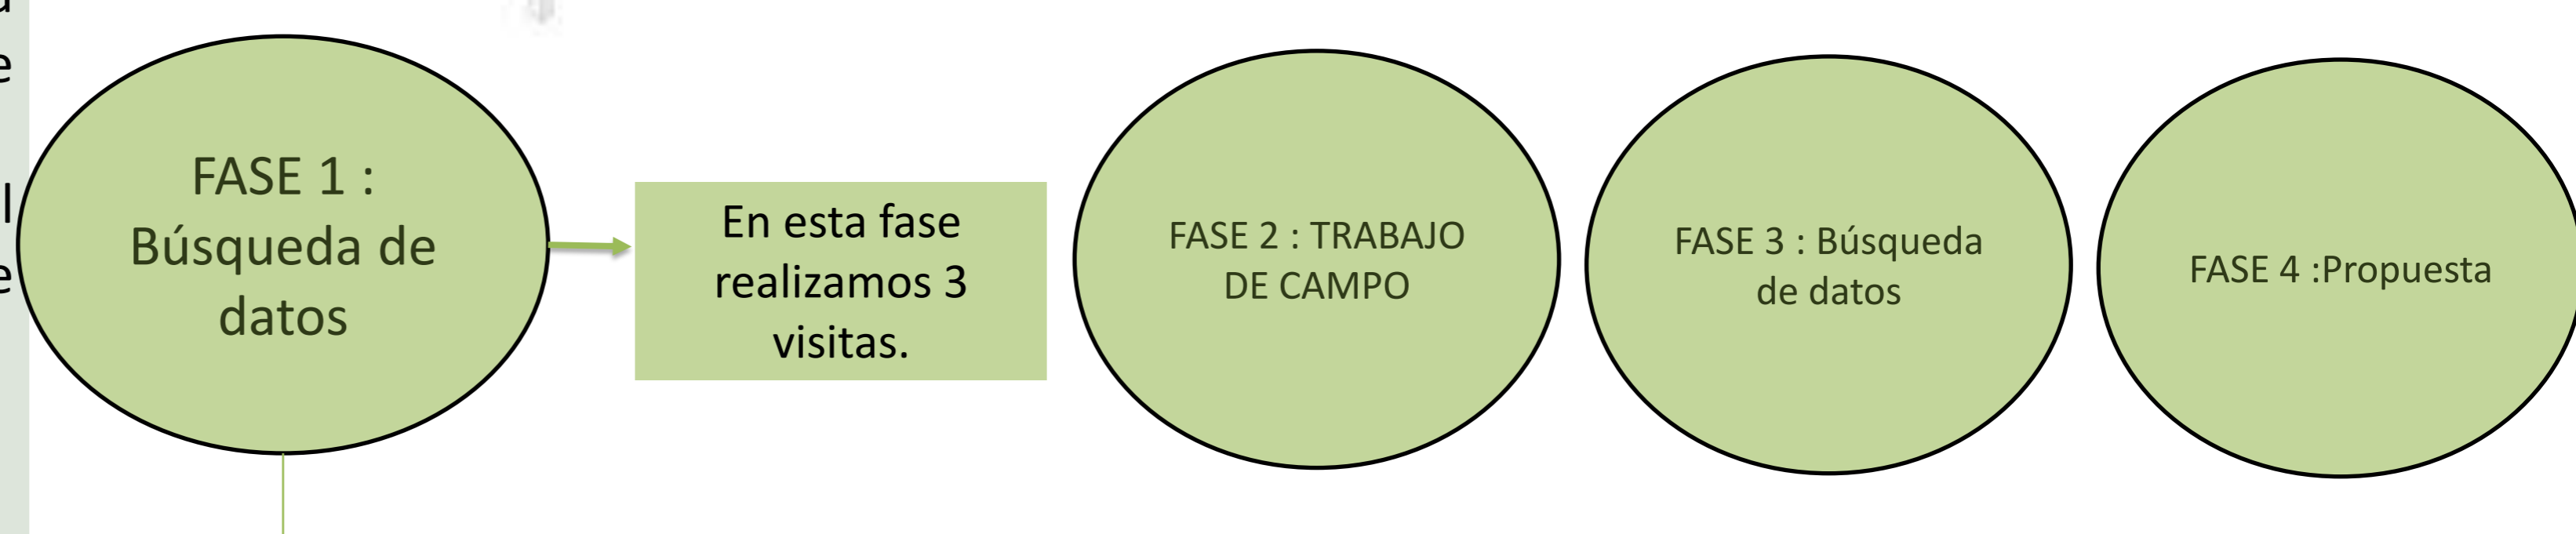 FASE 1 :
Búsqueda de
datos
En esta fase
realizamos 3
visitas.
FASE 2 : TRABAJO
DE CAMPO
FASE 3 : Búsqueda
de datos
FASE 4 :Propuesta